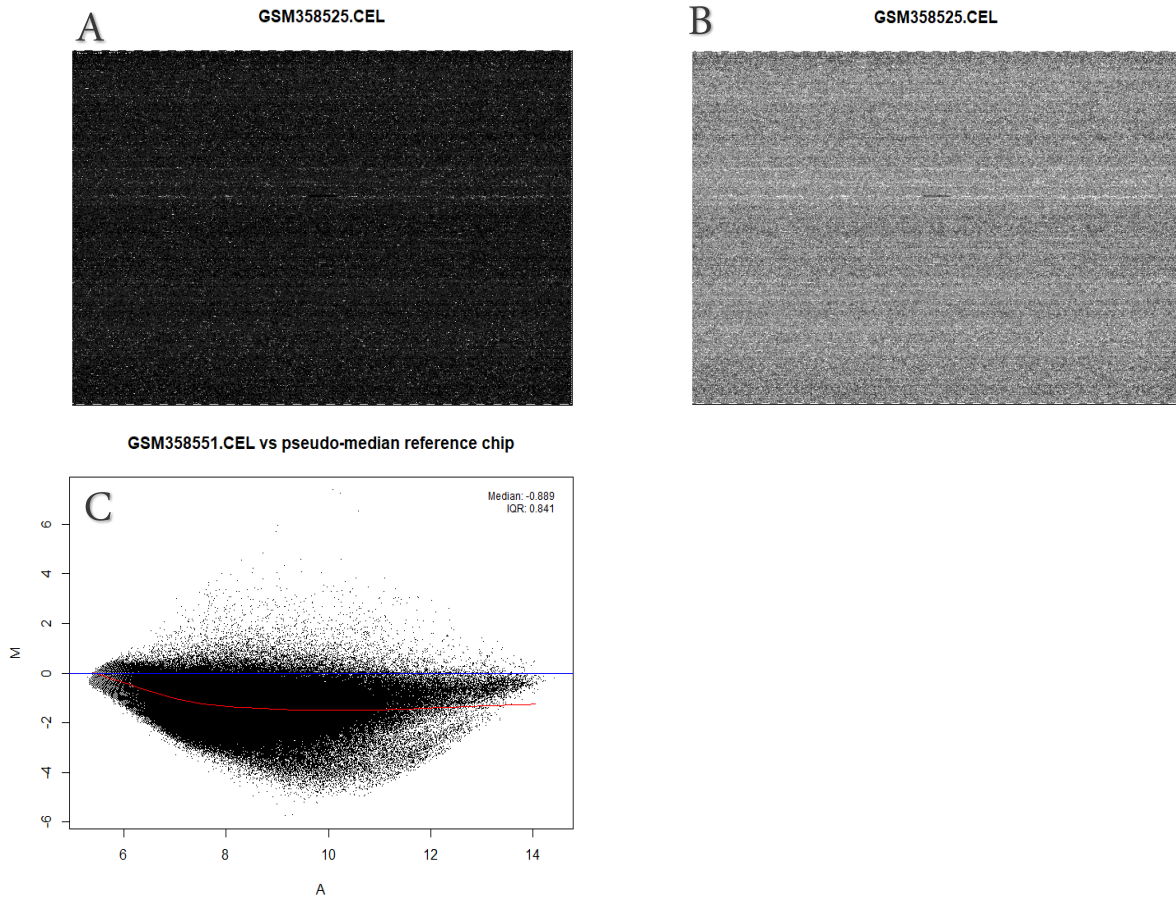 A
GSM358525.CEL
B
GSM358525.CEL
GSM358551.CEL vs pseudo-median reference chip
C
Median: -0.889
IQR: 0.841
6
4
2
0
-2
-4
-6
M
6
8
10
12
14
A